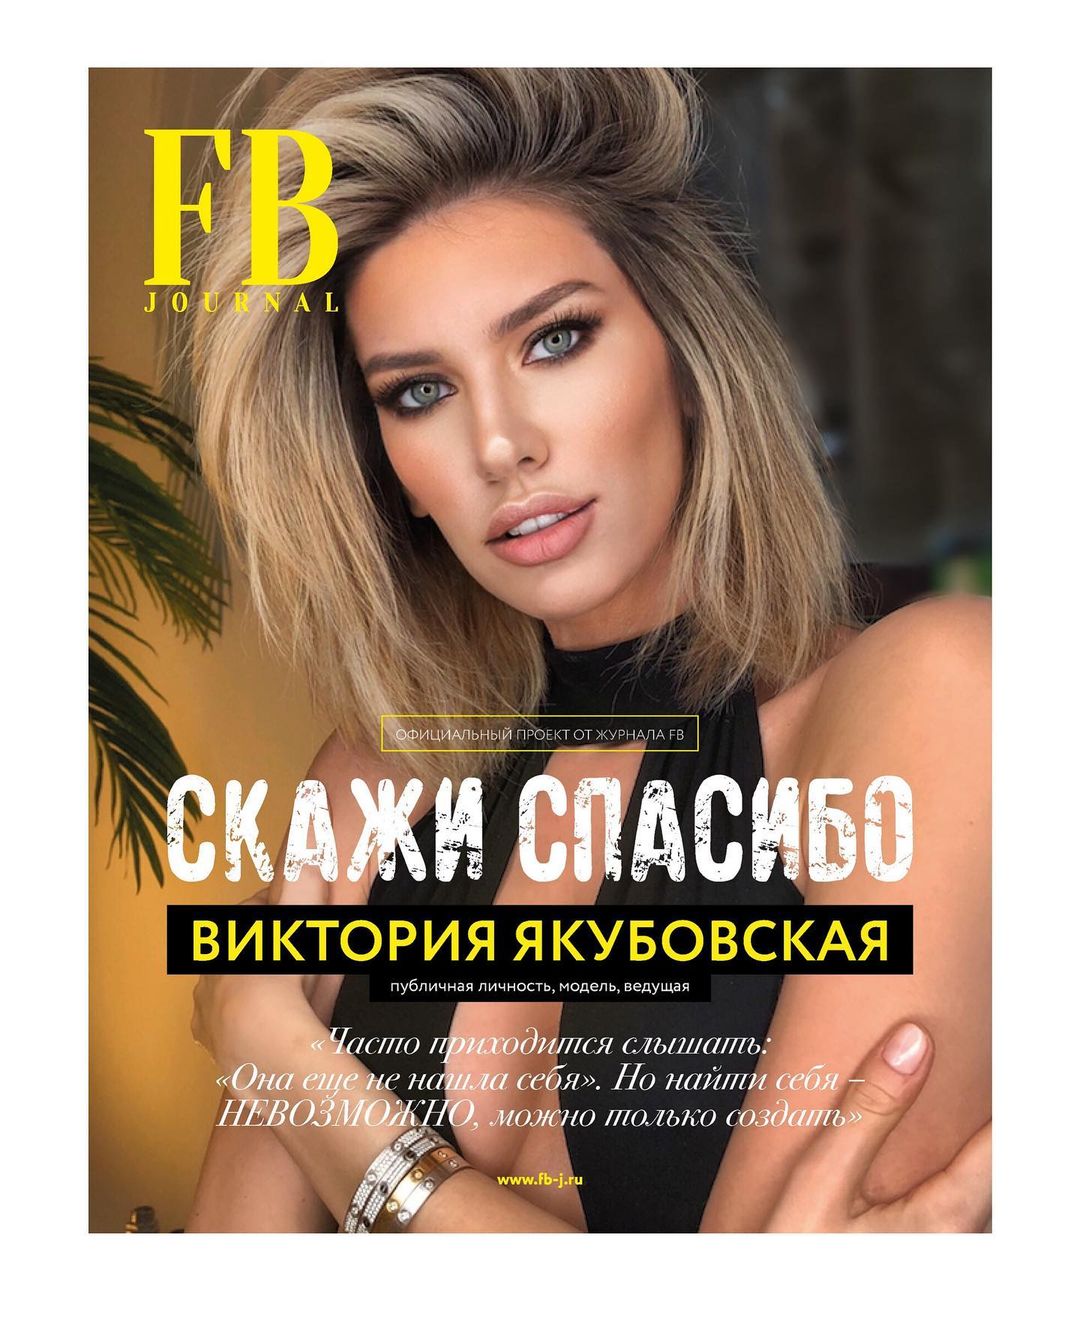 FB
JOURNAL
ОФИЦИАЛЬНЫЙ ПРОЕКТ ОТ ЖУРНАЛА FB
СКАЖИ СПАСИБО
ВИКТОРИЯ ЯКУБОВСКАЯ
публичная личность, модель, ведущая
«Часто приходится слышать:
«Она еще не нашла себя». Но найти себя –
НЕВОЗМОЖНО, можно только создать»
www.fb-j.ru